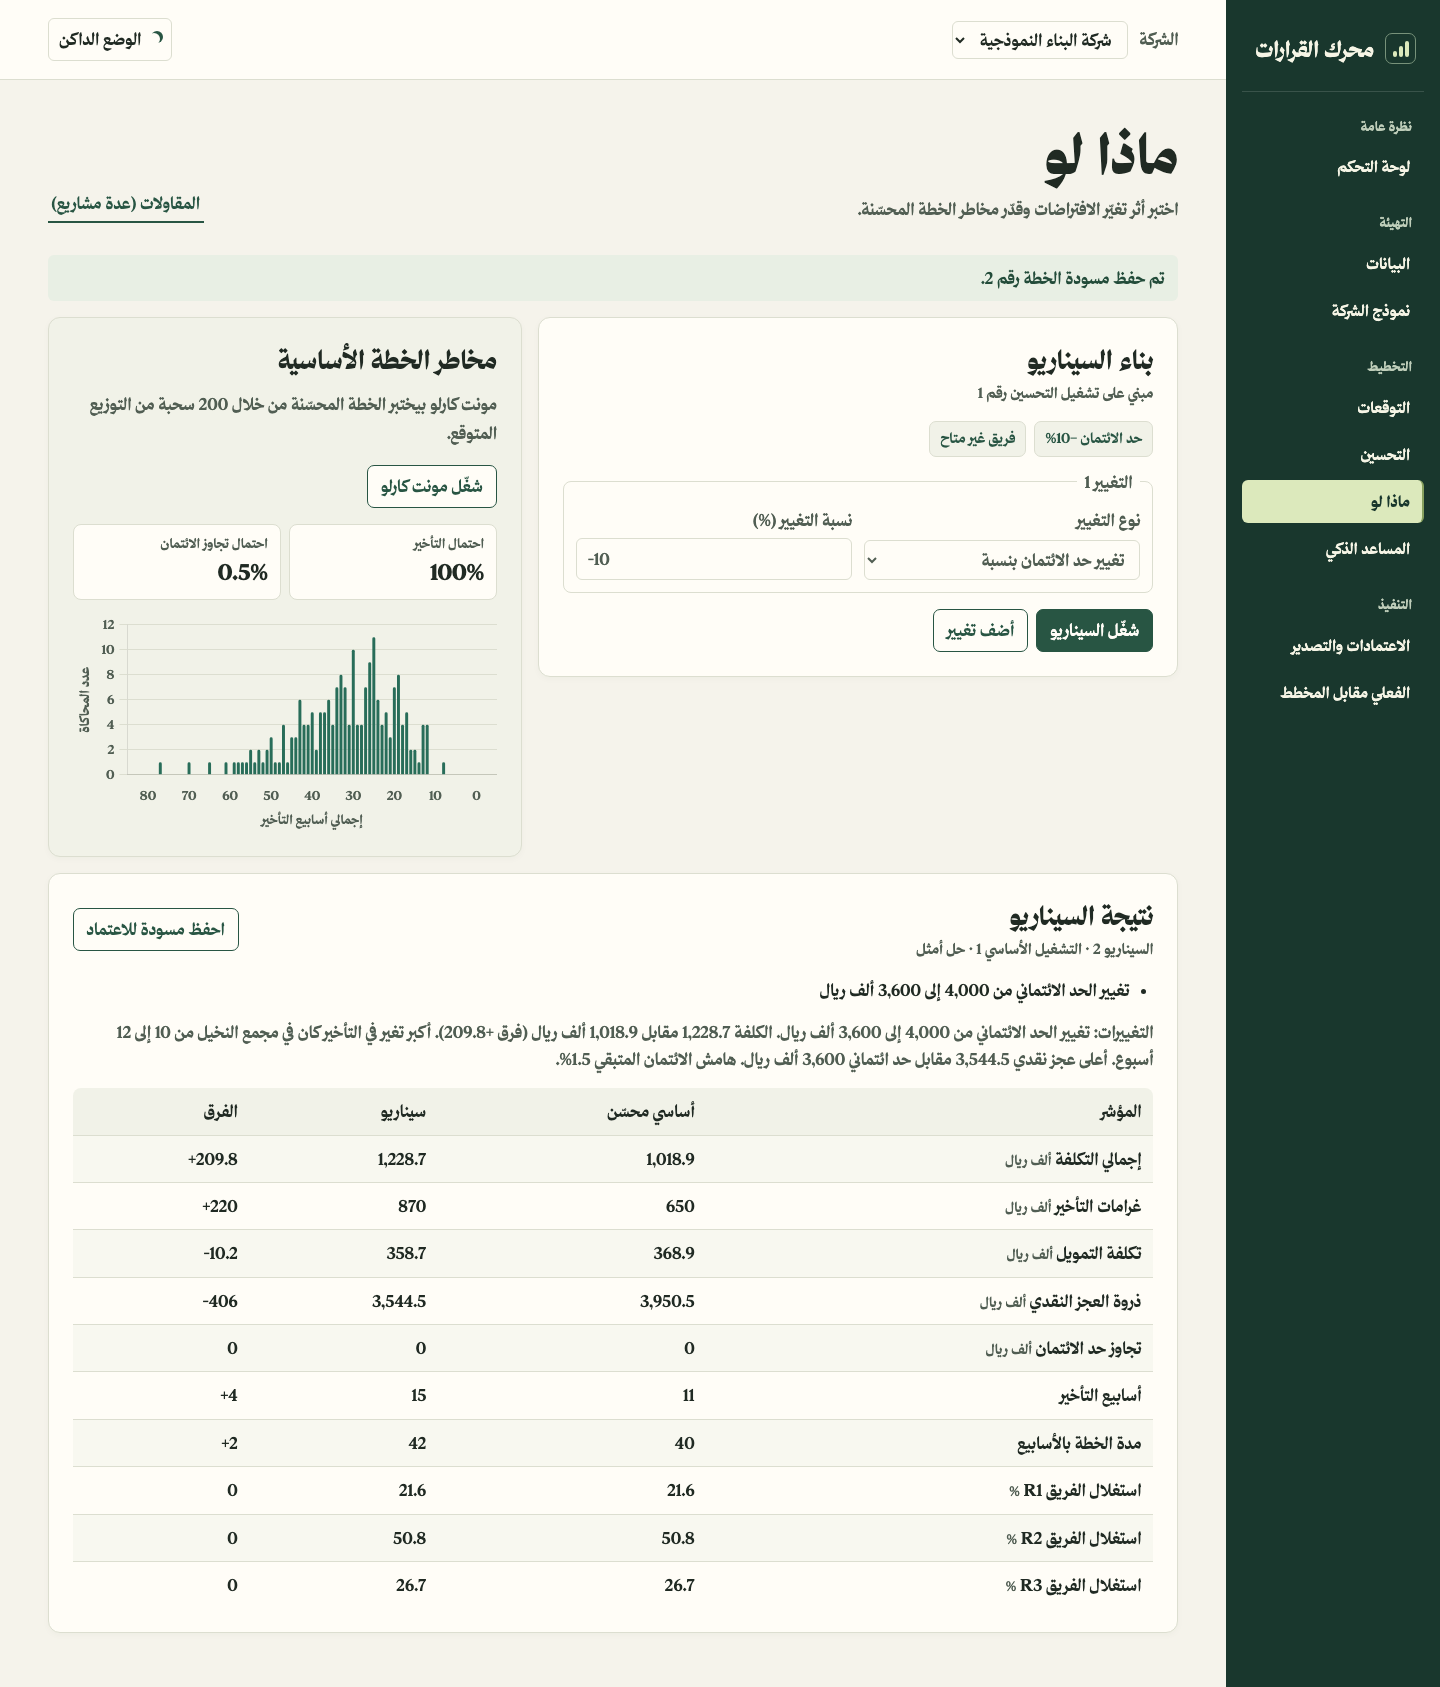 محرك القرارات
نظرة عامة
لوحة التحكم
التهيئة
البيانات
نموذج الشركة
التخطيط
التوقعات
التحسين
ماذا لو
المساعد الذكي
التنفيذ
الاعتمادات والتصدير
الفعلي مقابل المخطط
الشركة
شركة البناء النموذجية
الوضع الداكن
ماذا لو
اختبر أثر تغيّر الافتراضات وقدّر مخاطر الخطة المحسّنة.
المقاولات (عدة مشاريع)
تم حفظ مسودة الخطة رقم 2.
بناء السيناريو
مبني على تشغيل التحسين رقم 1
حد الائتمان −10%
فريق غير متاح
التغيير 1
نوع التغيير
نسبة التغيير (%)
تغيير حد الائتمان بنسبة
-10
شغّل السيناريو
أضف تغيير
مخاطر الخطة الأساسية
مونت كارلو بيختبر الخطة المحسّنة من خلال 200 سحبة من التوزيع
المتوقع.
شغّل مونت كارلو
احتمال التأخير
100%
احتمال تجاوز الائتمان
0.5%
12
10
8
6
4
2
0
عدد المحاكاة
80 70 60 50 40 30 20 10 0
إجمالي أسابيع التأخير
نتيجة السيناريو
السيناريو 2 · التشغيل الأساسي 1 · حل أمثل
احفظ مسودة للاعتماد
• تغيير الحد الائتماني من 4,000 إلى 3,600 ألف ريال
التغييرات: تغيير الحد الائتماني من 4,000 إلى 3,600 ألف ريال. الكلفة 1,228.7 مقابل 1,018.9 ألف ريال (فرق +209.8). أكبر تغير في التأخير كان في مجمع النخيل من 10 إلى 12
أسبوع. أعلى عجز نقدي 3,544.5 مقابل حد ائتماني 3,600 ألف ريال. هامش الائتمان المتبقي 1.5%.
المؤشر أساسي محسّن سيناريو الفرق
إجمالي التكلفة ألف ريال 1,018.9 1,228.7 +209.8
غرامات التأخير ألف ريال 650 870 +220
تكلفة التمويل ألف ريال 368.9 358.7 -10.2
ذروة العجز النقدي ألف ريال 3,950.5 3,544.5 -406
تجاوز حد الائتمان ألف ريال 0 0 0
أسابيع التأخير 11 15 +4
مدة الخطة بالأسابيع 40 42 +2
استغلال الفريق R1 % 21.6 21.6 0
استغلال الفريق R2 % 50.8 50.8 0
استغلال الفريق R3 % 26.7 26.7 0